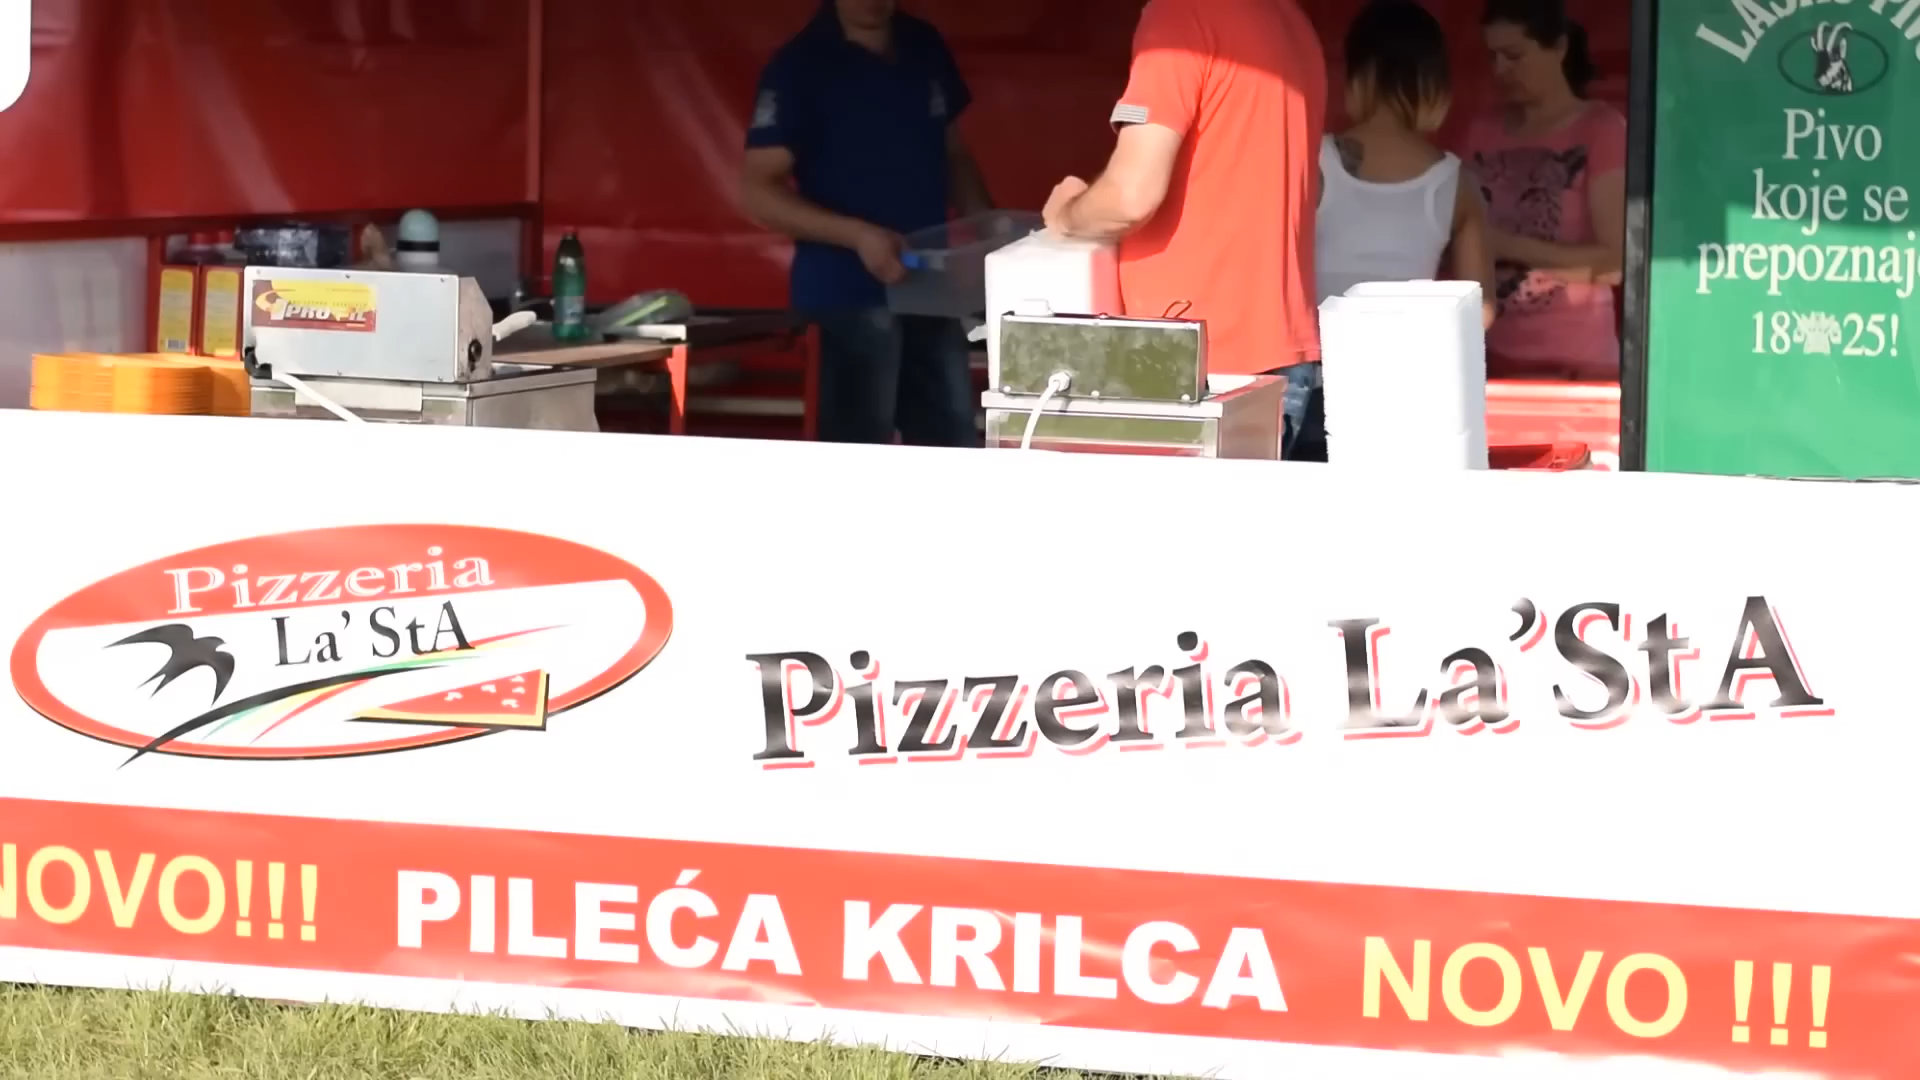 Pivo
koje se
prepoznaje
18 25!
Pizzeria
La' StA
Pizzeria La'StA
NOVO!!! PILEĆA KRILCA NOVO !!!